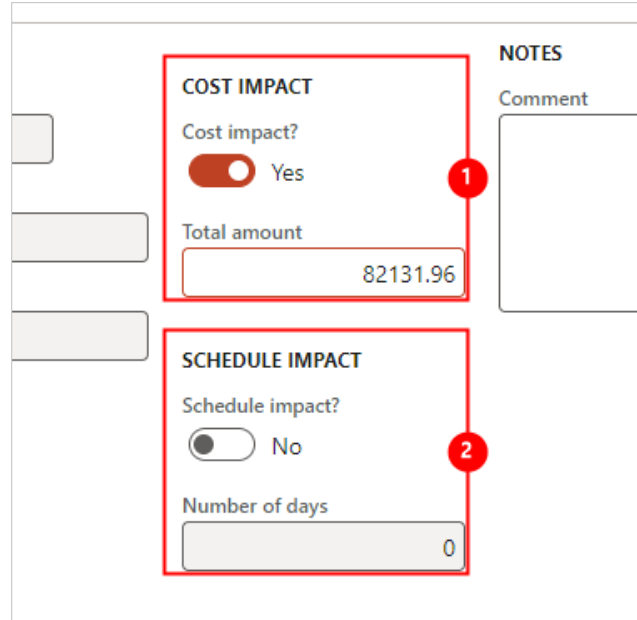 COST IMPACT
Cost impact?
Yes
1
Total amount
82131.96
SCHEDULE IMPACT
Schedule impact?
No
2
Number of days
0
NOTES
Comment